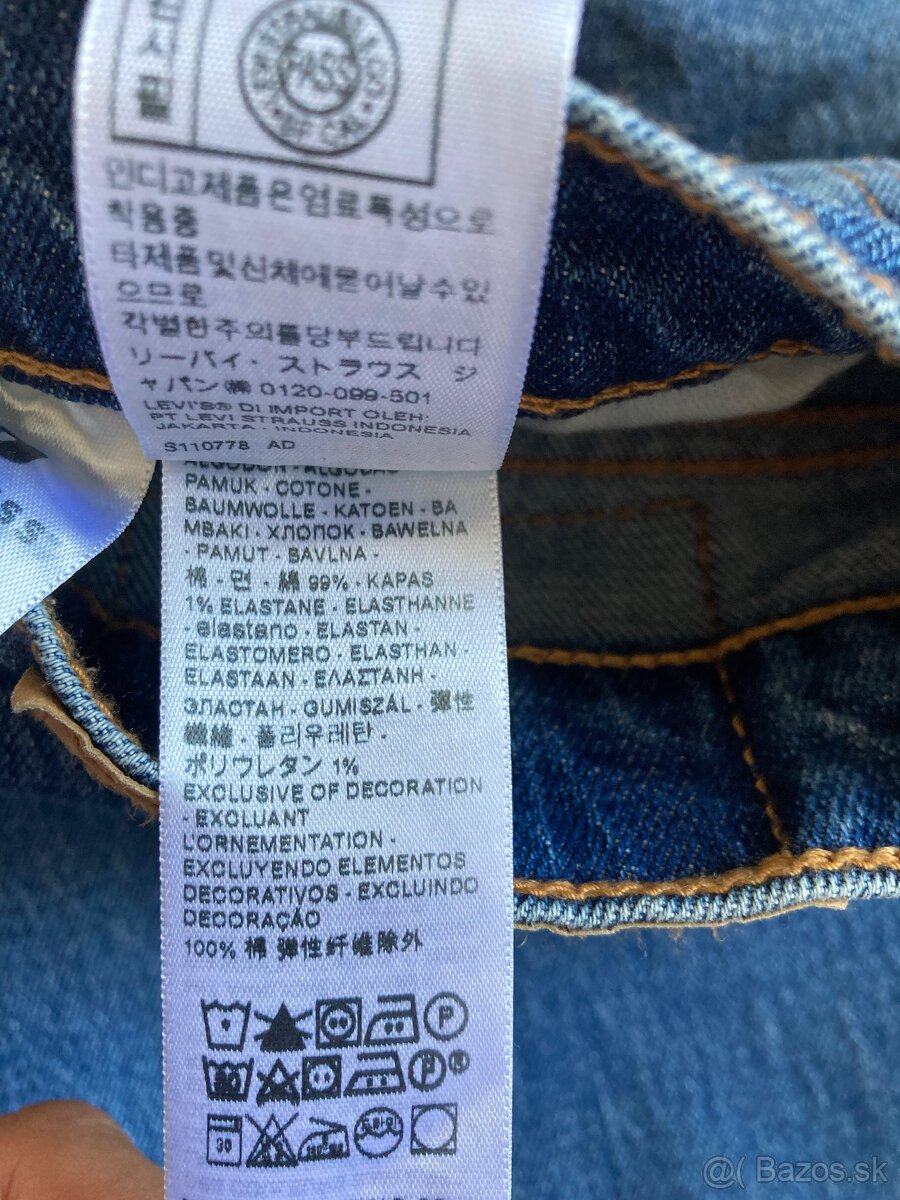 PASS
OF CAL
인디고제품은염료특성으로
착용중
타제품및신체에묻어날수있
으므로
각별한주의를당부드립니다
リーバイ・ストラウス ジ
ャパン㈱ 0120-099-501
LEVI'S® DI IMPORT OLEH:
PT LEVI STRAUSS INDONESIA
JAKARTA - INDONESIA
S110778 AD
PAMUK - COTONE -
BAUMWOLLE - KATOEN - BA
MBAKI - ХЛОПОК - BAWEŁNA
- PAMUT - BAVLNA -
棉 - 면 - 綿 99% - KAPAS
1% ELASTANE - ELASTHANNE
- elastano - ELASTAN -
ELASTOMERO - ELASTHAN -
ELASTAAN - ΕΛΑΣΤΑΝΗ -
ЭЛАСТАН - GUMISZÁL - 彈性
纖維 - 폴리우레탄 -
ポリウレタン 1%
EXCLUSIVE OF DECORATION
- EXCLUANT
L'ORNEMENTATION -
EXCLUYENDO ELEMENTOS
DECORATIVOS - EXCLUINDO
DECORAÇÃO
100% 棉 弹性纤维除外
P
P
30
@( Bazos.sk